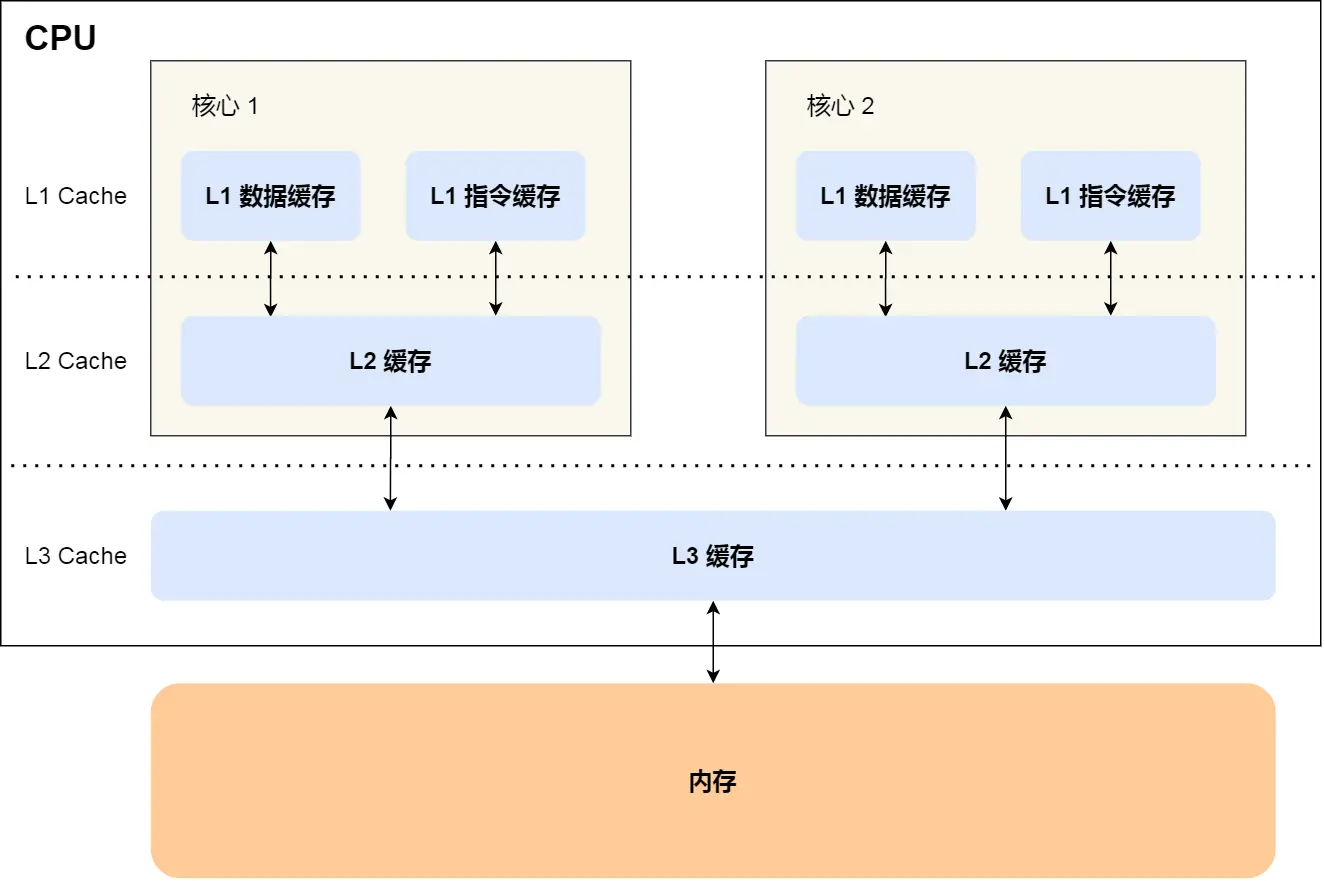 CPU
核心 1
核心 2
L1 Cache
L1 数据缓存
L1 指令缓存
L1 数据缓存
L1 指令缓存
L2 Cache
L2 缓存
L2 缓存
L3 Cache
L3 缓存
内存